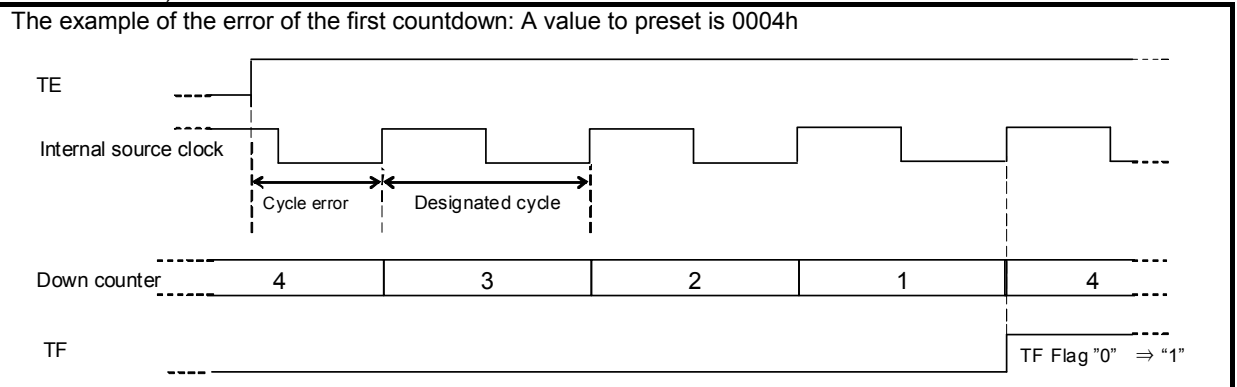 The example of the error of the first countdown: A value to preset is 0004h
TE
Internal source clock
Cycle error
Designated cycle
Down counter
4
3
2
1
4
TF
TF Flag ”0” ⇒ “1”